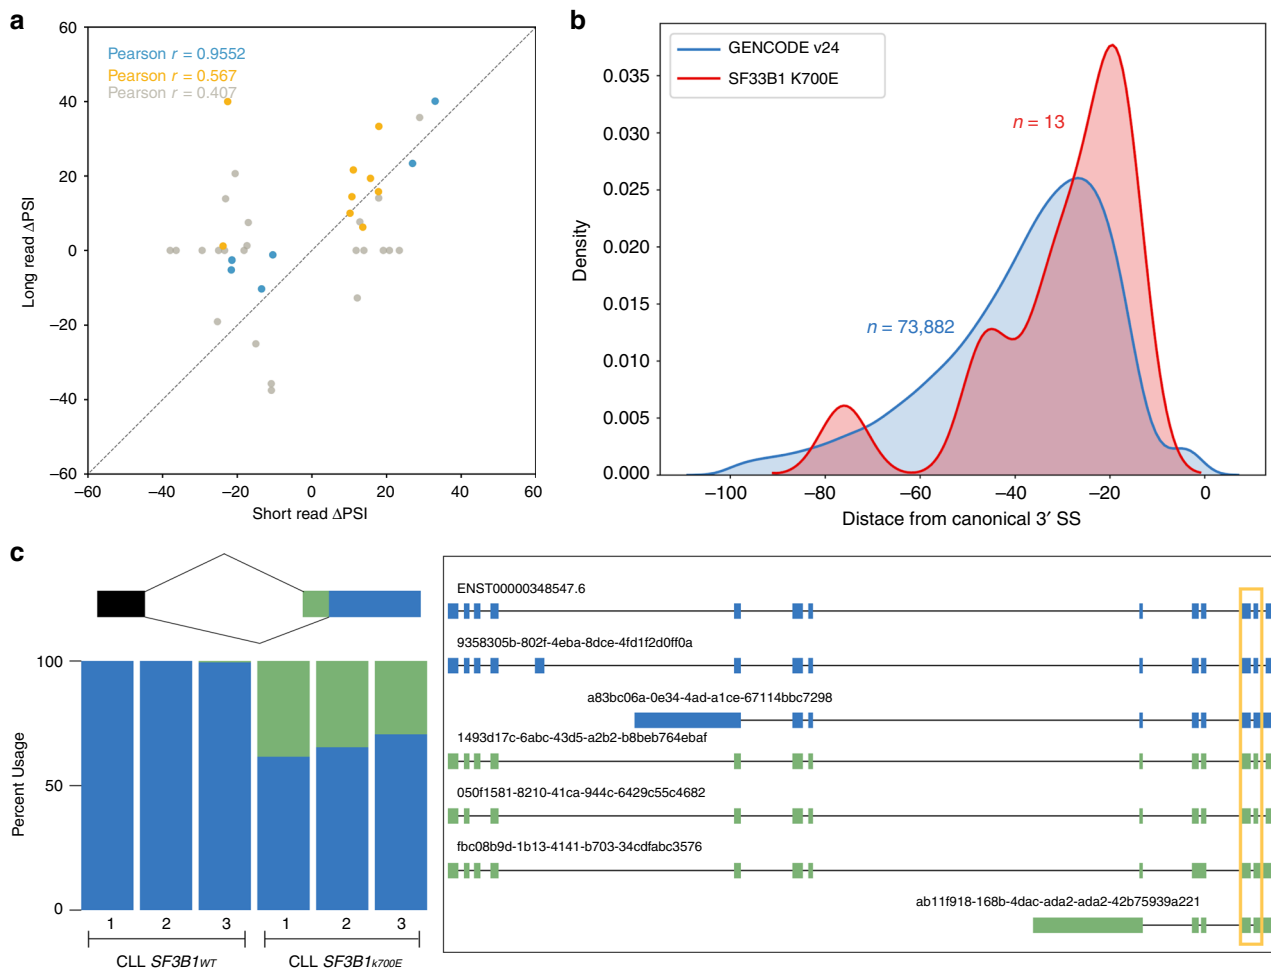 a
60
40
20
0
–20
–40
–60
–60
–40
–20
0
20
40
60
Long read ΔPSI
Short read ΔPSI
Pearson r = 0.9552
Pearson r = 0.567
Pearson r = 0.407
b
GENCODE v24
SF33B1 K700E
n = 13
n = 73,882
0.035
0.030
0.025
0.020
0.015
0.010
0.005
0.000
Density
–100
–80
–60
–40
–20
0
Distace from canonical 3′ SS
c
100
50
0
Percent Usage
1
2
3
1
2
3
CLL SF3B1WT
CLL SF3B1k700E
ENST00000348547.6
9358305b-802f-4eba-8dce-4fd1f2d0ff0a
a83bc06a-0e34-4ad-a1ce-67114bbc7298
1493d17c-6abc-43d5-a2b2-b8beb764ebaf
050f1581-8210-41ca-944c-6429c55c4682
fbc08b9d-1b13-4141-b703-34cdfabc3576
ab11f918-168b-4dac-ada2-ada2-42b75939a221